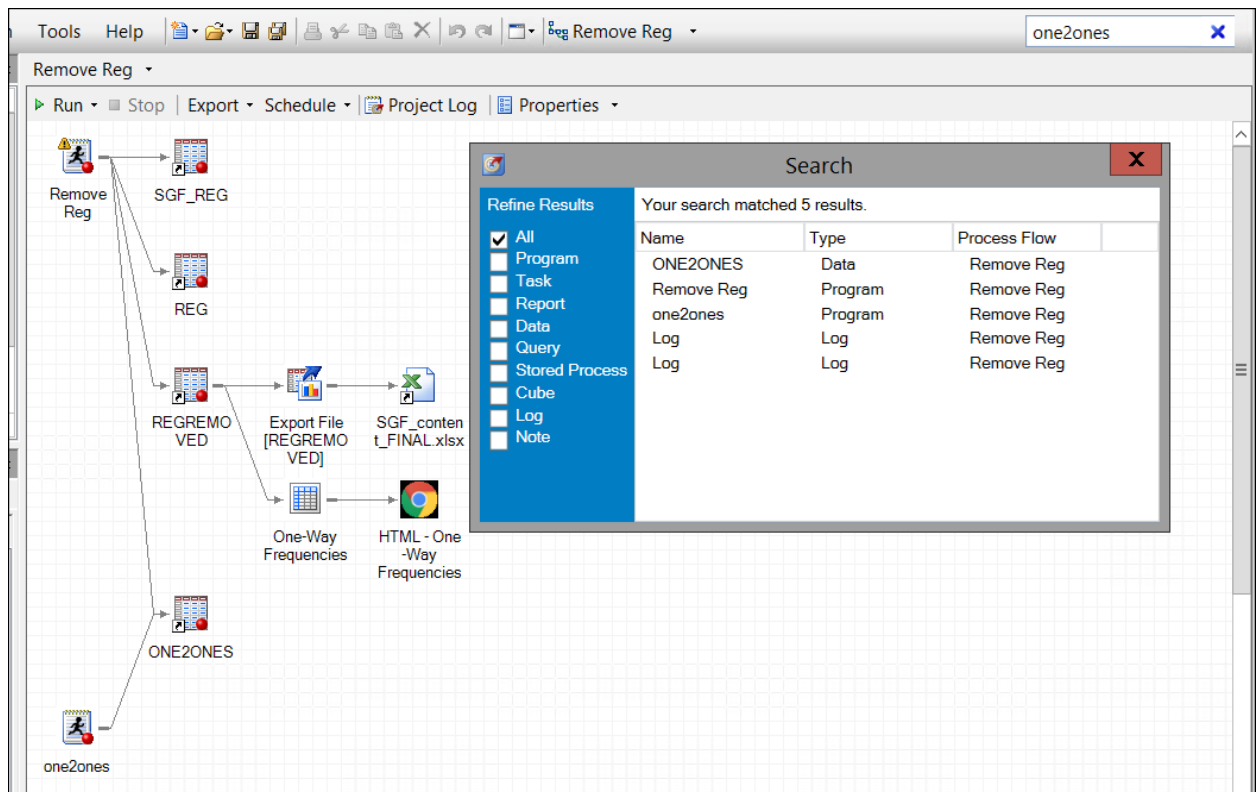 Tools Help Remove Reg one2ones
Remove Reg
Run Stop Export Schedule Project Log Properties
Remove
Reg
SGF_REG
REG
REGREMO
VED
Export File
[REGREMO
VED]
SGF_conten
t_FINAL.xlsx
One-Way
Frequencies
HTML - One
-Way
Frequencies
ONE2ONES
one2ones
Search
Refine Results
All
Program
Task
Report
Data
Query
Stored Process
Cube
Log
Note
Your search matched 5 results.
Name Type Process Flow
ONE2ONES Data Remove Reg
Remove Reg Program Remove Reg
one2ones Program Remove Reg
Log Log Remove Reg
Log Log Remove Reg